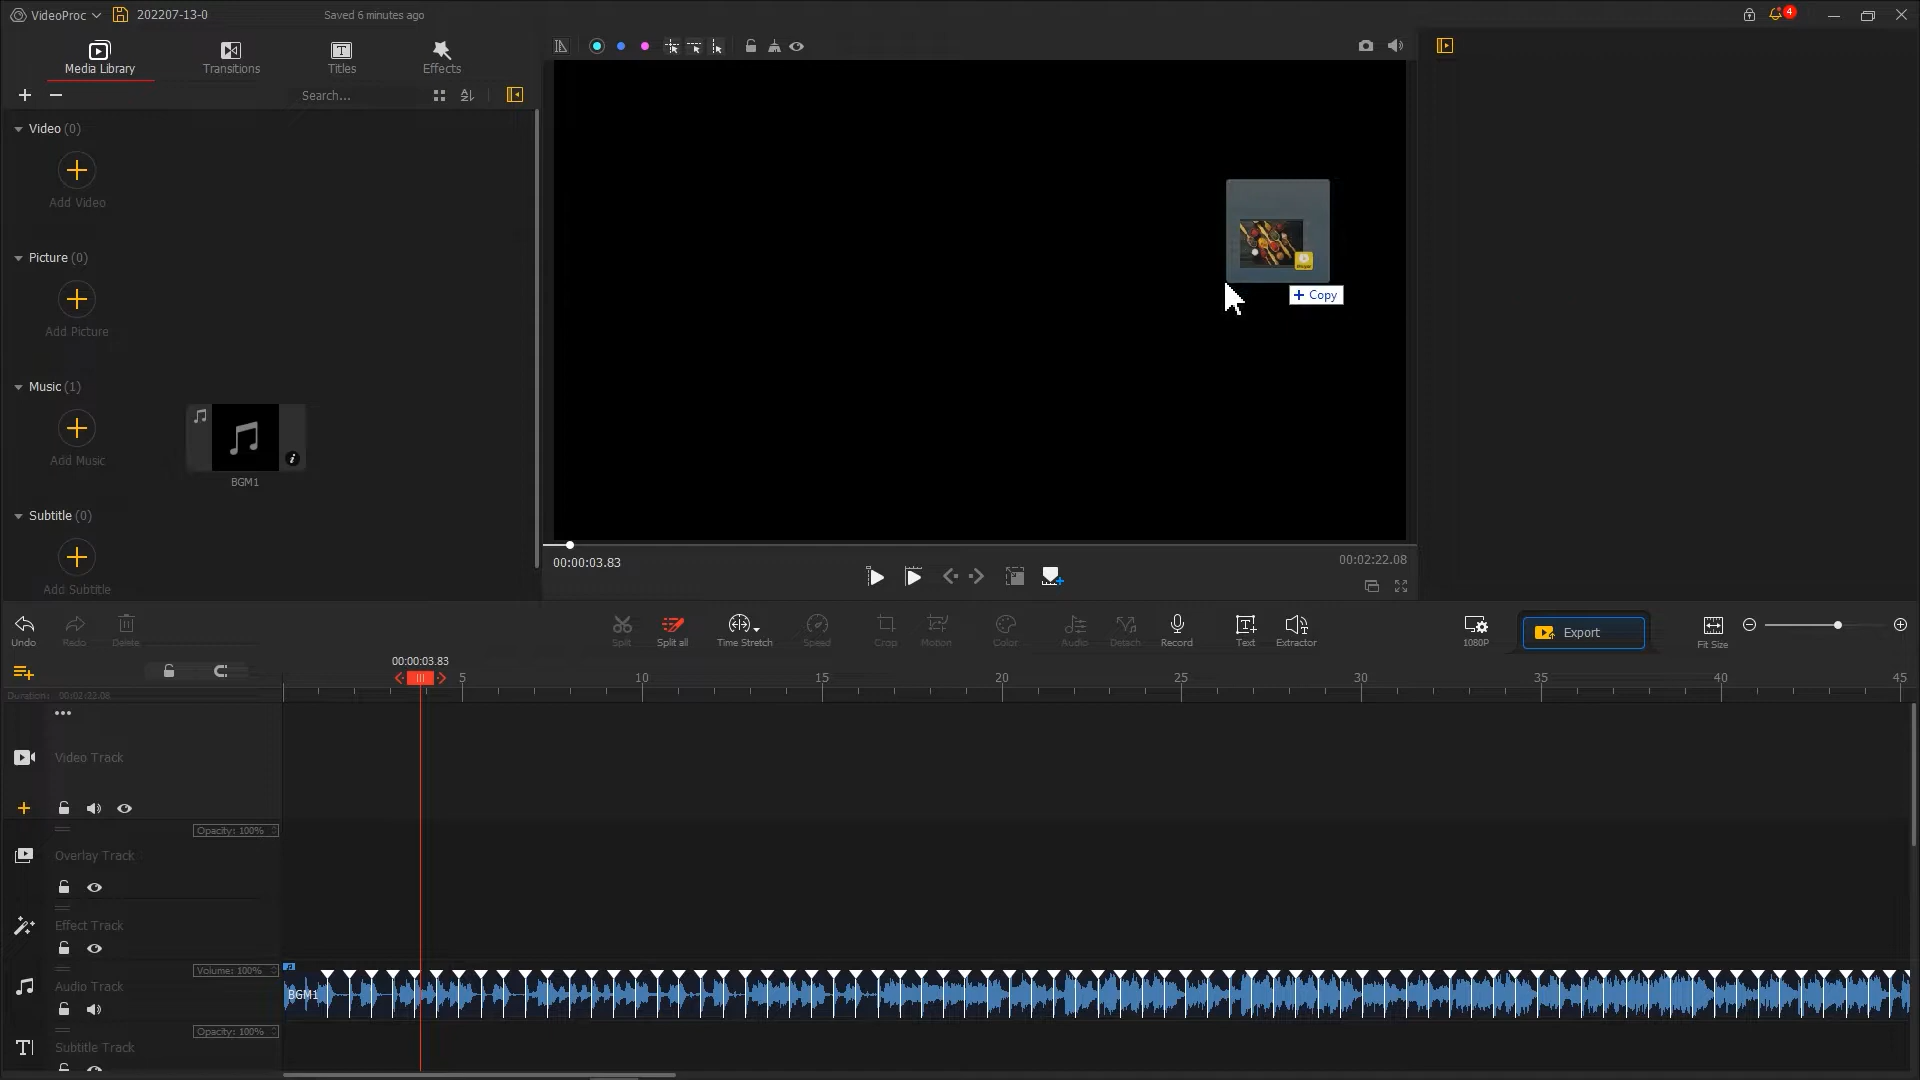 VideoProc
202207-13-0
Saved 6 minutes ago
4
Media Library
Transitions
Titles
Effects
Search...
Video (0)
Add Video
Picture (0)
Add Picture
Music (1)
Add Music
BGM1
Subtitle (0)
Add Subtitle
Copy
00:00:03.83
00:02:22.08
Undo
Redo
Delete
Split
Split all
Time Stretch
Speed
Crop
Motion
Color
Audio
Detach
Record
Text
Extractor
1080P
Export
Fit Size
00:00:03.83
5
10
15
20
25
30
35
40
45
Duration: 00:02:22.08
Video Track
Opacity: 100%
Overlay Track
Effect Track
Volume: 100%
Audio Track
BGM1
Opacity: 100%
Subtitle Track